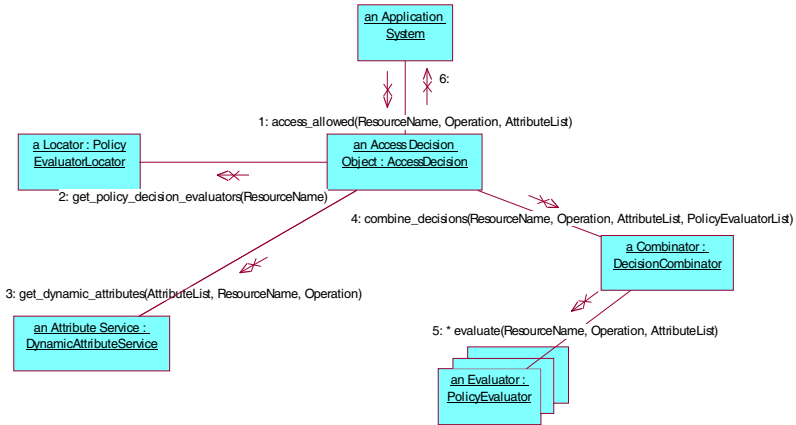 an Application
System
6:
1: access_allowed(ResourceName, Operation, AttributeList)
a Locator : Policy
EvaluatorLocator
an Access Decision
Object : AccessDecision
2: get_policy_decision_evaluators(ResourceName)
4: combine_decisions(ResourceName, Operation, AttributeList, PolicyEvaluatorList)
a Combinator :
DecisionCombinator
3: get_dynamic_attributes(AttributeList, ResourceName, Operation)
an Attribute Service :
DynamicAttributeService
5: * evaluate(ResourceName, Operation, AttributeList)
an Evaluator :
PolicyEvaluator